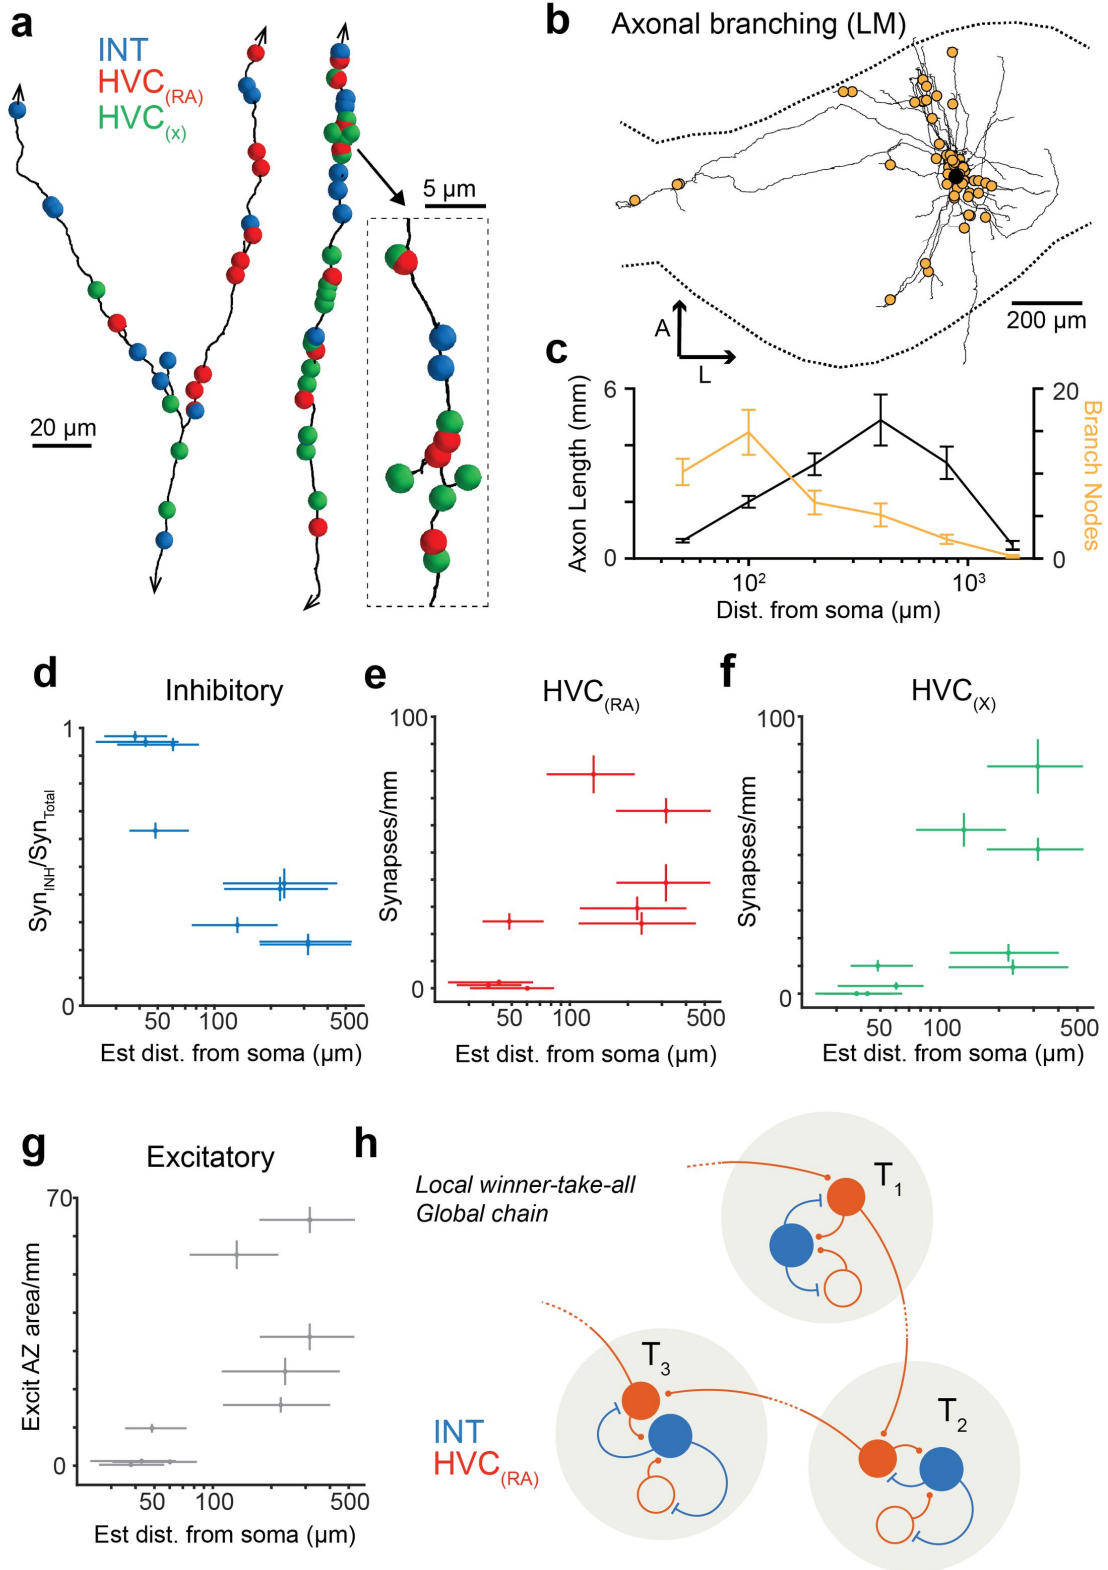 a
INT
HVC(RA)
HVC(x)
20 µm
5 µm
b
Axonal branching (LM)
A
L
200 µm
c
Axon Length (mm)
6
2
0
20
0
Branch Nodes
10² 10³
Dist. from soma (µm)
d
Inhibitory
SynINH/SynTotal
1
0
50 100 500
Est dist. from soma (µm)
e
HVC(RA)
Synapses/mm
100
0
50 100 500
Est dist. from soma (µm)
f
HVC(X)
Synapses/mm
100
0
50 100 500
Est dist. from soma (µm)
g
Excitatory
Excit AZ area/mm
70
0
50 100 500
Est dist. from soma (µm)
h
Local winner-take-all
Global chain
T1
T3
T2
INT
HVC(RA)